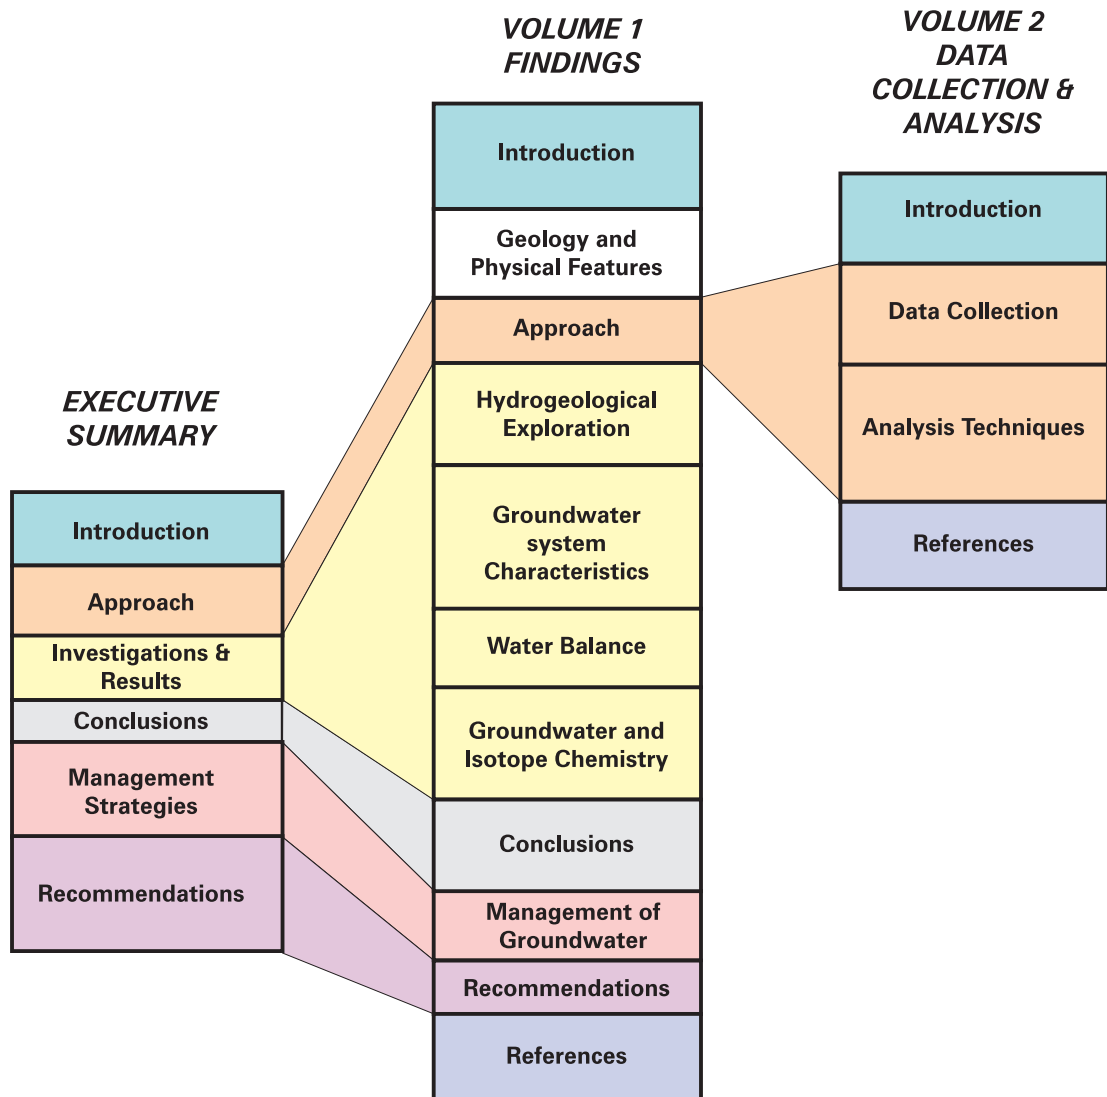 EXECUTIVE
SUMMARY
Introduction
Approach
Investigations &
Results
Conclusions
Management
Strategies
Recommendations
VOLUME 1
FINDINGS
Introduction
Geology and
Physical Features
Approach
Hydrogeological
Exploration
Groundwater
system
Characteristics
Water Balance
Groundwater and
Isotope Chemistry
Conclusions
Management of
Groundwater
Recommendations
References
VOLUME 2
DATA
COLLECTION &
ANALYSIS
Introduction
Data Collection
Analysis Techniques
References